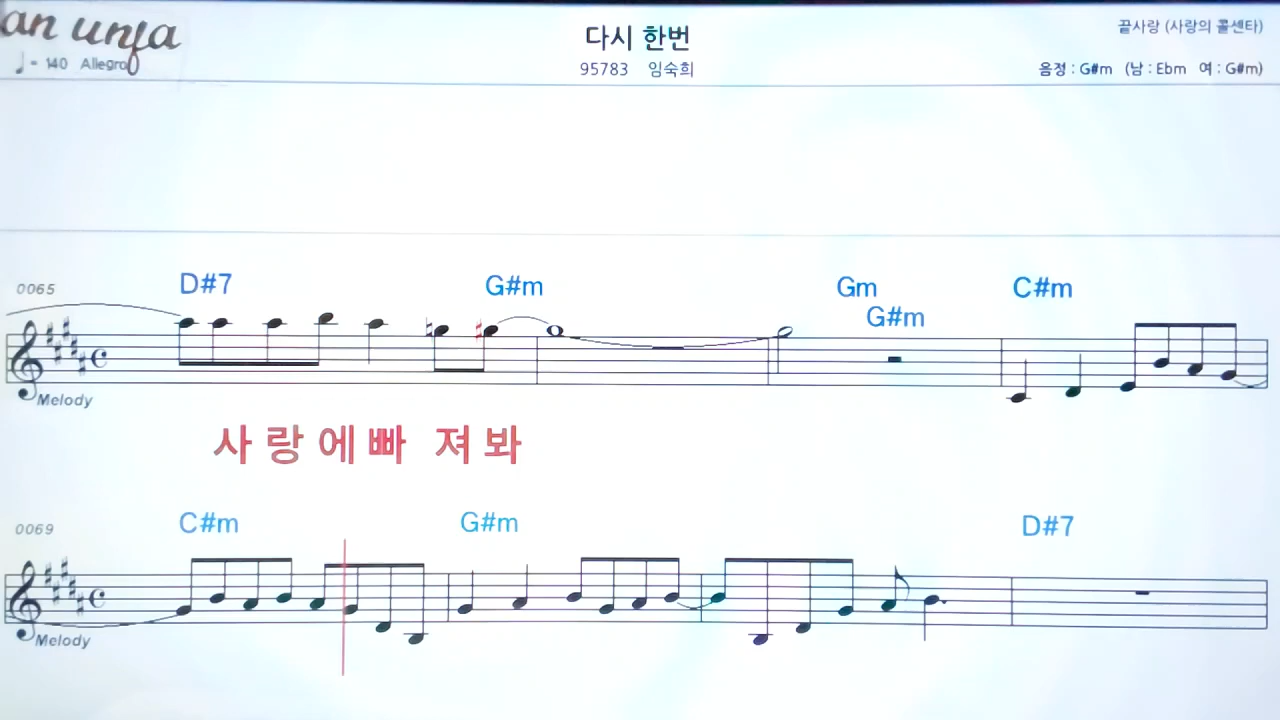 an unfa
다시 한번
끝사랑 (사랑의 콜센타)
♩= 140 Allegro
95783 임숙희
음정 : G#m (남 : Ebm 여 : G#m)
0065
D#7 G#m Gm G#m C#m
Melody
사랑에빠 져봐
0069
C#m G#m D#7
Melody